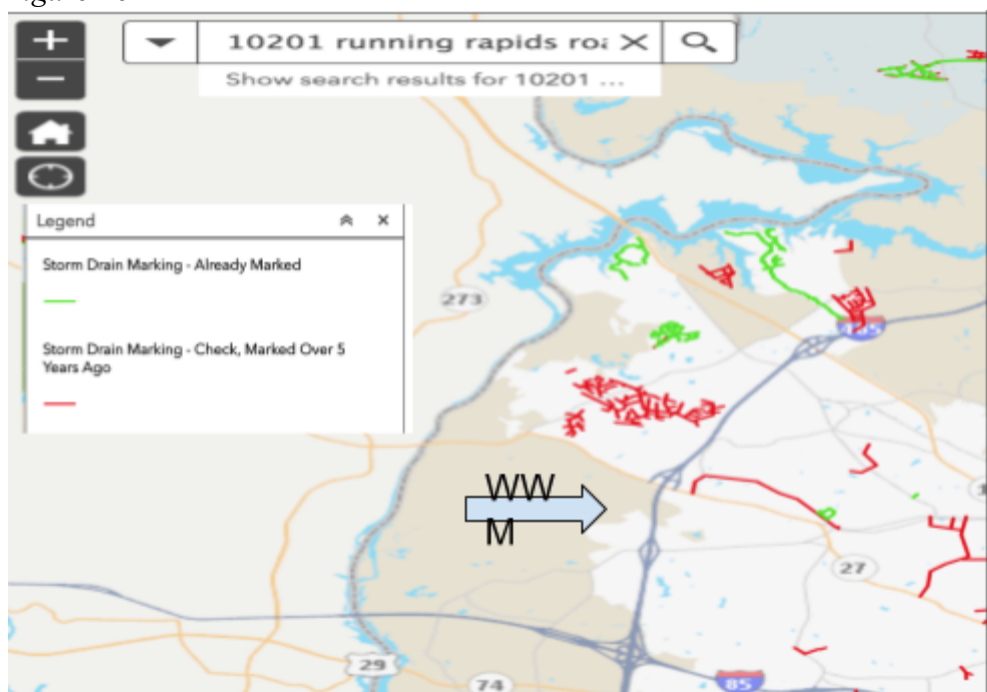 10201 running rapids roa
Show search results for 10201 ...
Legend
Storm Drain Marking - Already Marked
Storm Drain Marking - Check, Marked Over 5
Years Ago
273
WW
M
27
29
74
85